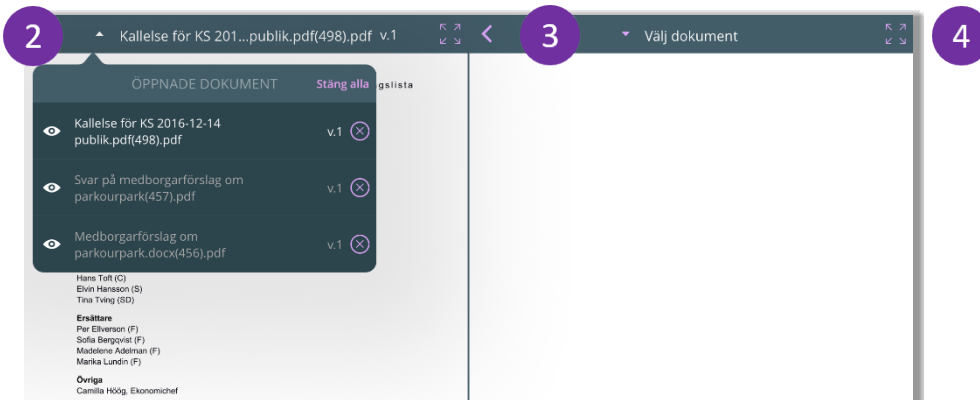 2
Kallelse för KS 201...publik.pdf(498).pdf v.1
3
Välj dokument
4
ÖPPNADE DOKUMENT Stäng alla
gslista
Kallelse för KS 2016-12-14
publik.pdf(498).pdf
v.1
Svar på medborgarförslag om
parkourpark(457).pdf
v.1
Medborgarförslag om
parkourpark.docx(456).pdf
v.1
Hans Toft (C)
Elvin Hansson (S)
Tina Tving (SD)
Ersättare
Per Ellverson (F)
Sofia Bergqvist (F)
Madelene Adelman (F)
Marika Lundin (F)
Övriga
Camilla Höög, Ekonomichef